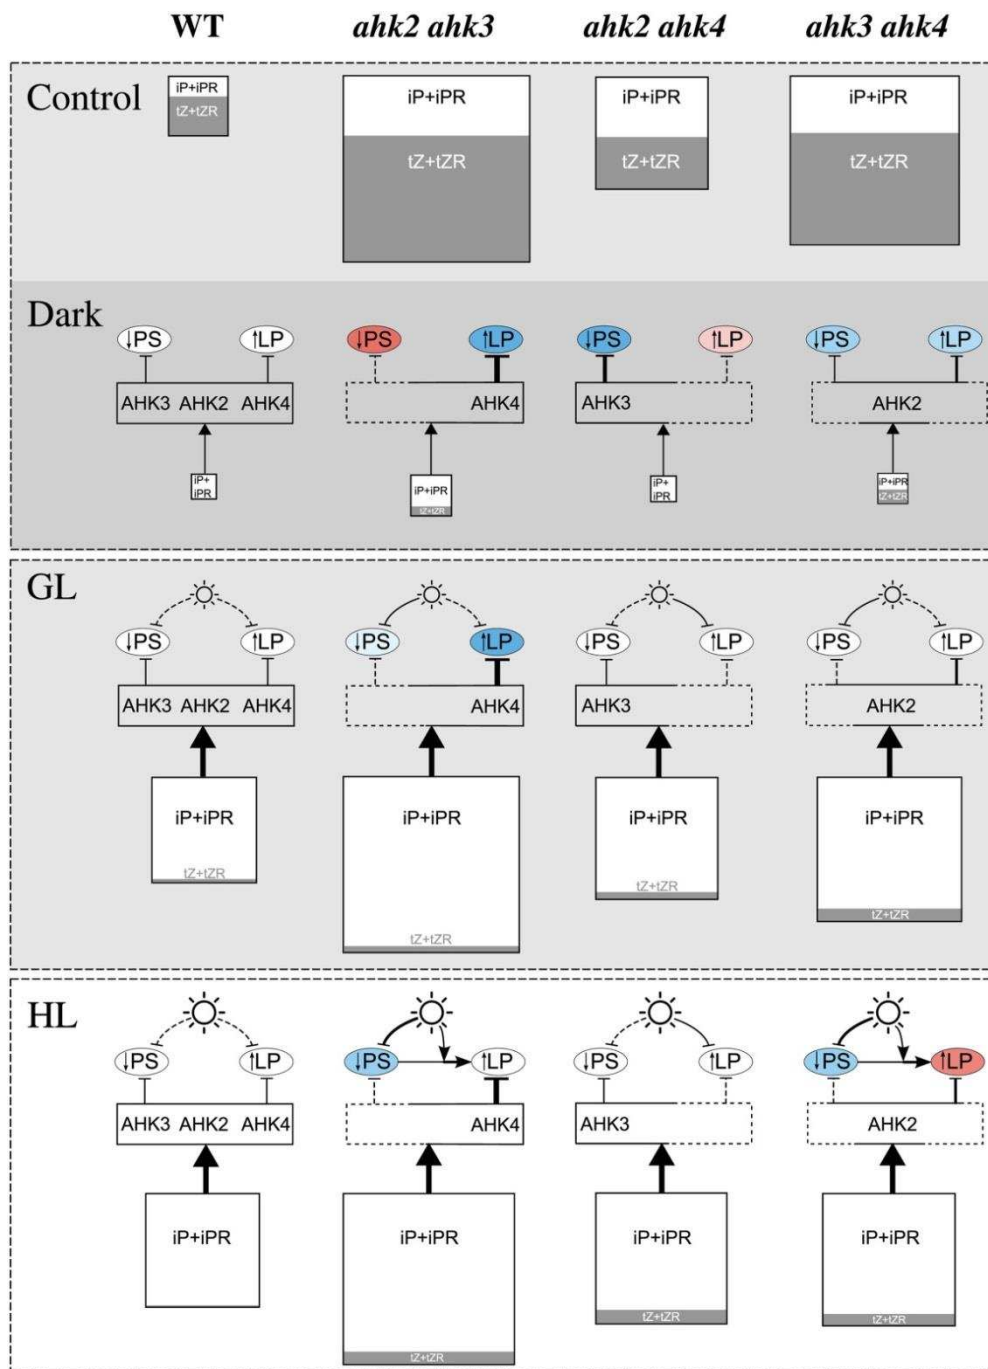 WT ahk2 ahk3 ahk2 ahk4 ahk3 ahk4
Control
iP+iPR
tZ+tZR
iP+iPR
tZ+tZR
iP+iPR
tZ+tZR
iP+iPR
tZ+tZR
Dark
↓PS ↑LP ↓PS ↑LP ↓PS ↑LP ↓PS ↑LP
AHK3 AHK2 AHK4 AHK4 AHK3 AHK2
iP+
iPR
iP+iPR
tZ+tZR
iP+
iPR
iP+iPR
tZ+tZR
GL
↓PS ↑LP ↓PS ↑LP ↓PS ↑LP ↓PS ↑LP
AHK3 AHK2 AHK4 AHK4 AHK3 AHK2
iP+iPR
tZ+tZR
iP+iPR
tZ+tZR
iP+iPR
tZ+tZR
iP+iPR
tZ+tZR
HL
↓PS ↑LP ↓PS ↑LP ↓PS ↑LP ↓PS ↑LP
AHK3 AHK2 AHK4 AHK4 AHK3 AHK2
iP+iPR
iP+iPR
tZ+tZR
iP+iPR
tZ+tZR
iP+iPR
tZ+tZR